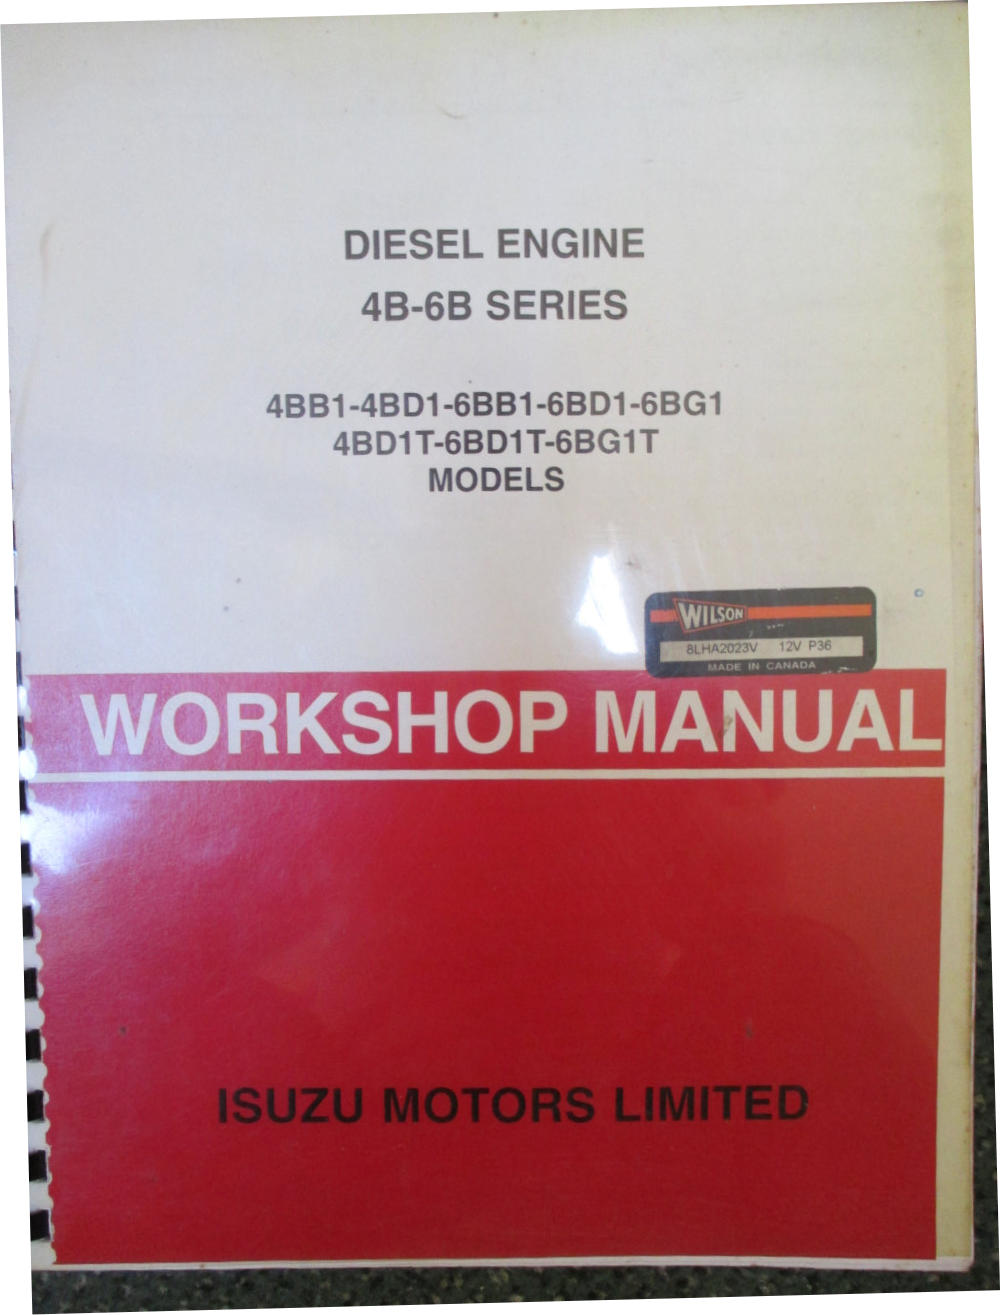 DIESEL ENGINE
4B-6B SERIES
4BB1-4BD1-6BB1-6BD1-6BG1
4BD1T-6BD1T-6BG1T
MODELS
WILSON
8LHA2023V 12V P36
MADE IN CANADA
WORKSHOP MANUAL
ISUZU MOTORS LIMITED